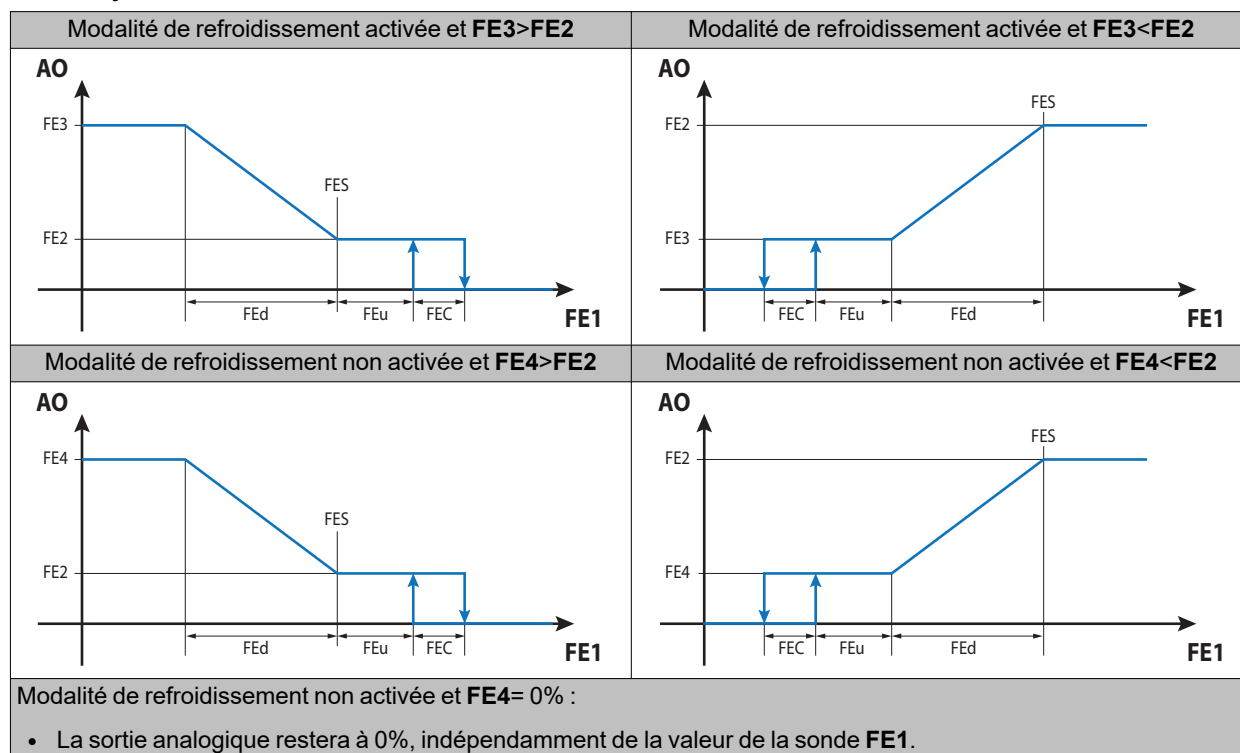 Modalité de refroidissement activée et FE3>FE2
Modalité de refroidissement activée et FE3<FE2
AO
FE3
FES
FE2
FEd
FEu
FEC
FE1
AO
FES
FE2
FE3
FEC
FEu
FEd
FE1
Modalité de refroidissement non activée et FE4>FE2
Modalité de refroidissement non activée et FE4<FE2
AO
FE4
FES
FE2
FEd
FEu
FEC
FE1
AO
FES
FE2
FE4
FEC
FEu
FEd
FE1
Modalité de refroidissement non activée et FE4= 0% :
• La sortie analogique restera à 0%, indépendamment de la valeur de la sonde FE1.